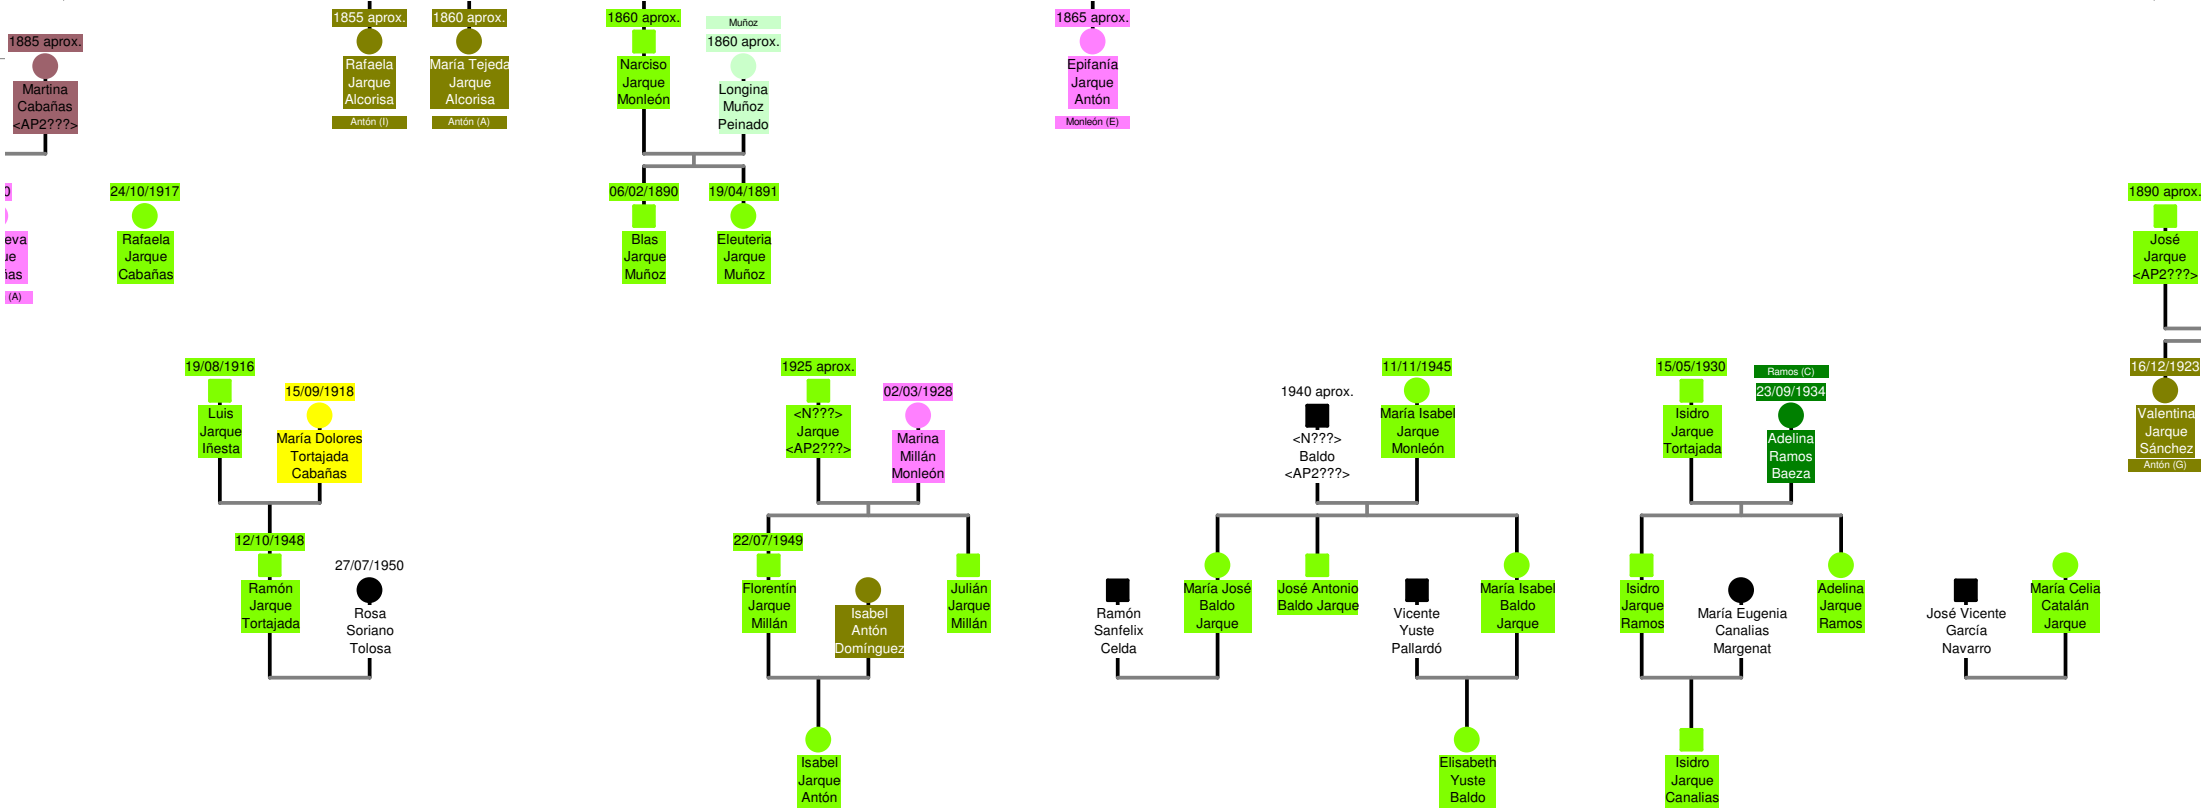 1885 aprox.
Martina
Cabañas
<AP2???>
1855 aprox.
Rafaela
Jarque
Alcorisa
Antón (I)
1860 aprox.
María Tejeda
Jarque
Alcorisa
Antón (A)
1860 aprox.
Narciso
Jarque
Monleón
Muñoz
1860 aprox.
Longina
Muñoz
Peinado
1865 aprox.
Epifanía
Jarque
Antón
Monleón (E)
0
eva
ue
ñas
(A)
24/10/1917
Rafaela
Jarque
Cabañas
06/02/1890
Blas
Jarque
Muñoz
19/04/1891
Eleuteria
Jarque
Muñoz
1890 aprox.
José
Jarque
<AP2???>
19/08/1916
Luis
Jarque
Iñesta
15/09/1918
María Dolores
Tortajada
Cabañas
1925 aprox.
<N???>
Jarque
<AP2???>
02/03/1928
Marina
Millán
Monleón
1940 aprox.
<N???>
Baldo
<AP2???>
11/11/1945
María Isabel
Jarque
Monleón
15/05/1930
Isidro
Jarque
Tortajada
Ramos (C)
23/09/1934
Adelina
Ramos
Baeza
16/12/1923
Valentina
Jarque
Sánchez
Antón (G)
12/10/1948
Ramón
Jarque
Tortajada
27/07/1950
Rosa
Soriano
Tolosa
22/07/1949
Florentín
Jarque
Millán
Isabel
Antón
Domínguez
Julián
Jarque
Millán
Ramón
Sanfelix
Celda
María José
Baldo
Jarque
José Antonio
Baldo Jarque
Vicente
Yuste
Pallardó
María Isabel
Baldo
Jarque
Isidro
Jarque
Ramos
María Eugenia
Canalias
Margenat
Adelina
Jarque
Ramos
José Vicente
García
Navarro
María Celia
Catalán
Jarque
Isabel
Jarque
Antón
Elisabeth
Yuste
Baldo
Isidro
Jarque
Canalias